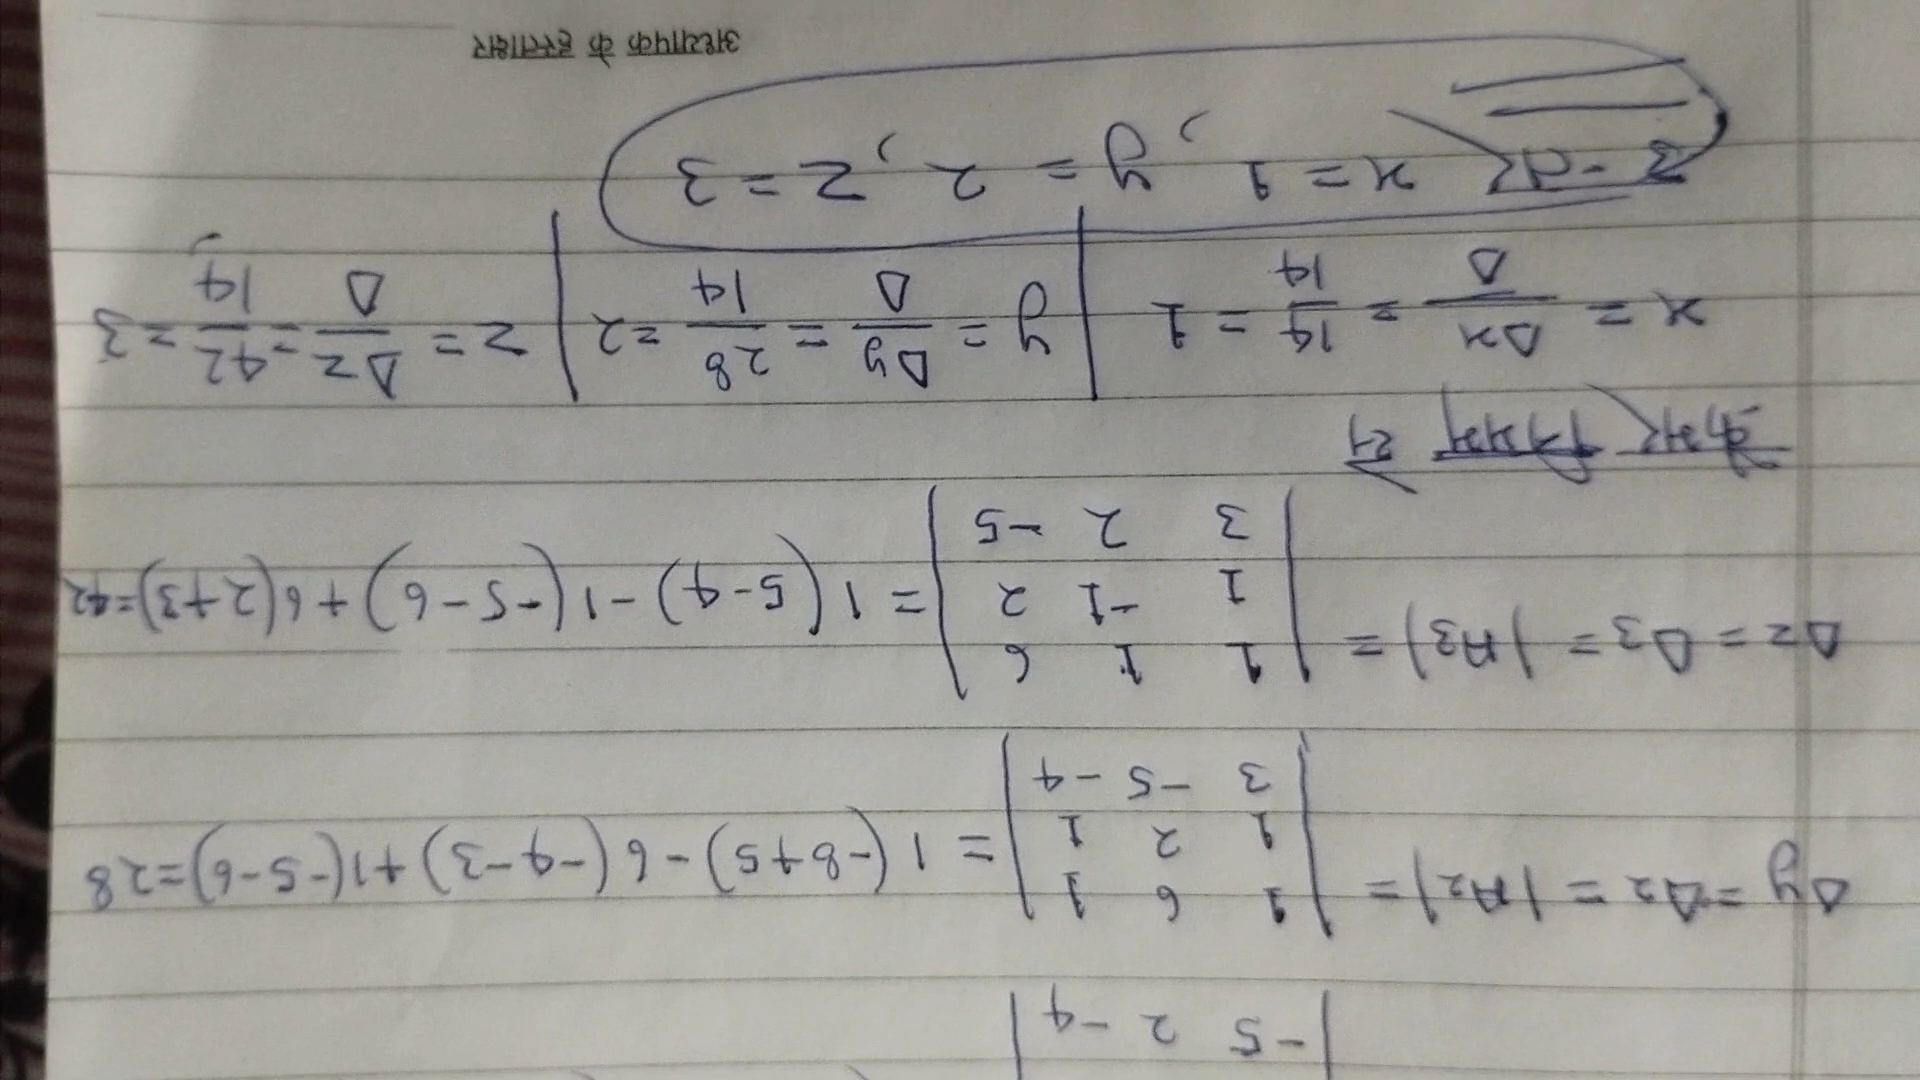 -5 2 -4
Δy = Δ2 = |A2| = | 1 6 1 | = 1(-8+5) - 6(-4-3) + 1(-5-6) = 28
1 2 1
3 -5 -4
Δz = Δ3 = |A3| = | 1 1 6 | = 1(5-4) - 1(-5-6) + 6(2+3) = 42
1 -1 2
3 2 -5
क्रेमर नियम से
x = Δx/Δ = 14/14 = 1 | y = Δy/Δ = 28/14 = 2 | z = Δz/Δ = 42/14 = 3
x = 1, y = 2, z = 3
अध्यापक के हस्ताक्षर